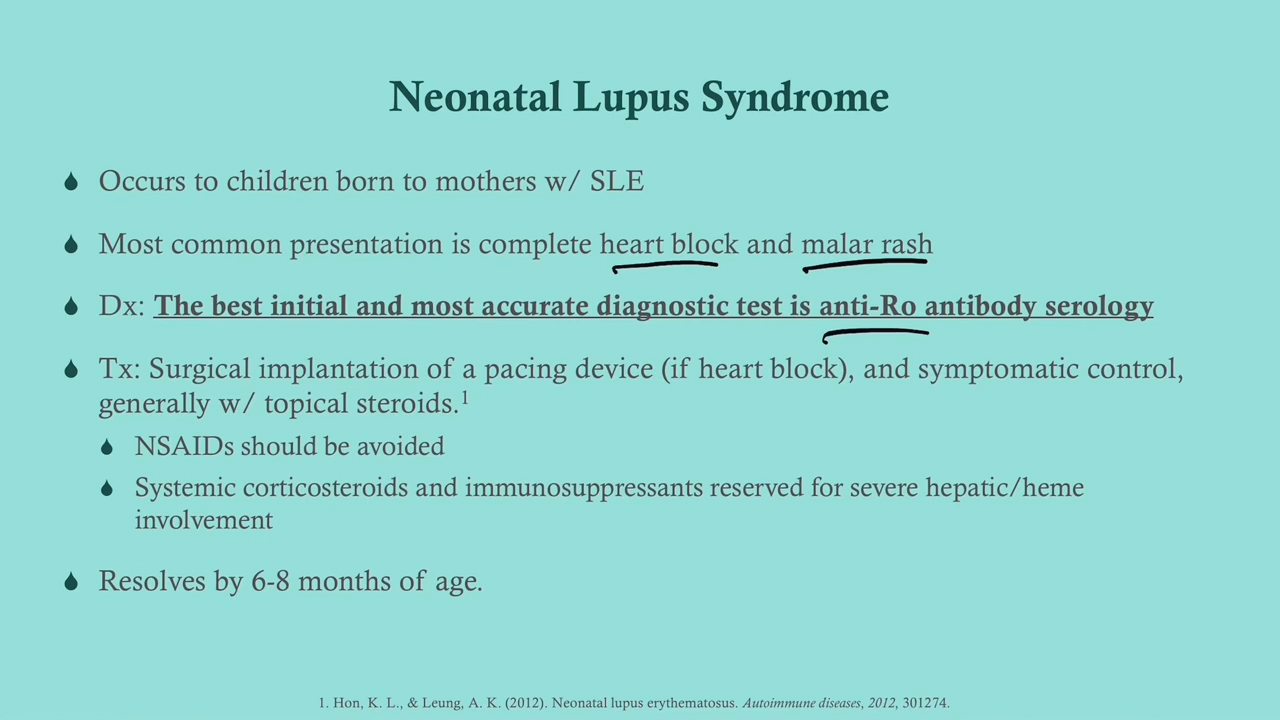 Neonatal Lupus Syndrome
Occurs to children born to mothers w/ SLE
Most common presentation is complete heart block and malar rash
Dx: The best initial and most accurate diagnostic test is anti-Ro antibody serology
Tx: Surgical implantation of a pacing device (if heart block), and symptomatic control,
generally w/ topical steroids.¹
NSAIDs should be avoided
Systemic corticosteroids and immunosuppressants reserved for severe hepatic/heme
involvement
Resolves by 6-8 months of age.
1. Hon, K. L., & Leung, A. K. (2012). Neonatal lupus erythematosus. Autoimmune diseases, 2012, 301274.